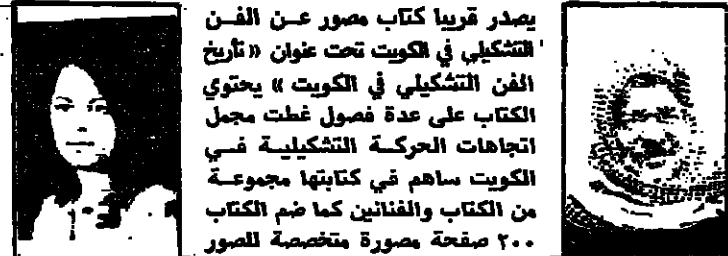 يصدر قريبا كتاب مصور عن الفن
التشكيلي في الكويت تحت عنوان «تأريخ
الفن التشكيلي في الكويت» يحتوي
الكتاب على عدة فصول غطت مجمل
اتجاهات الحركة التشكيلية في
الكويت ساهم في كتابتها مجموعة
من الكتاب والفنانين كما ضم الكتاب
٢٠٠ صفحة مصورة متخصصة للصور